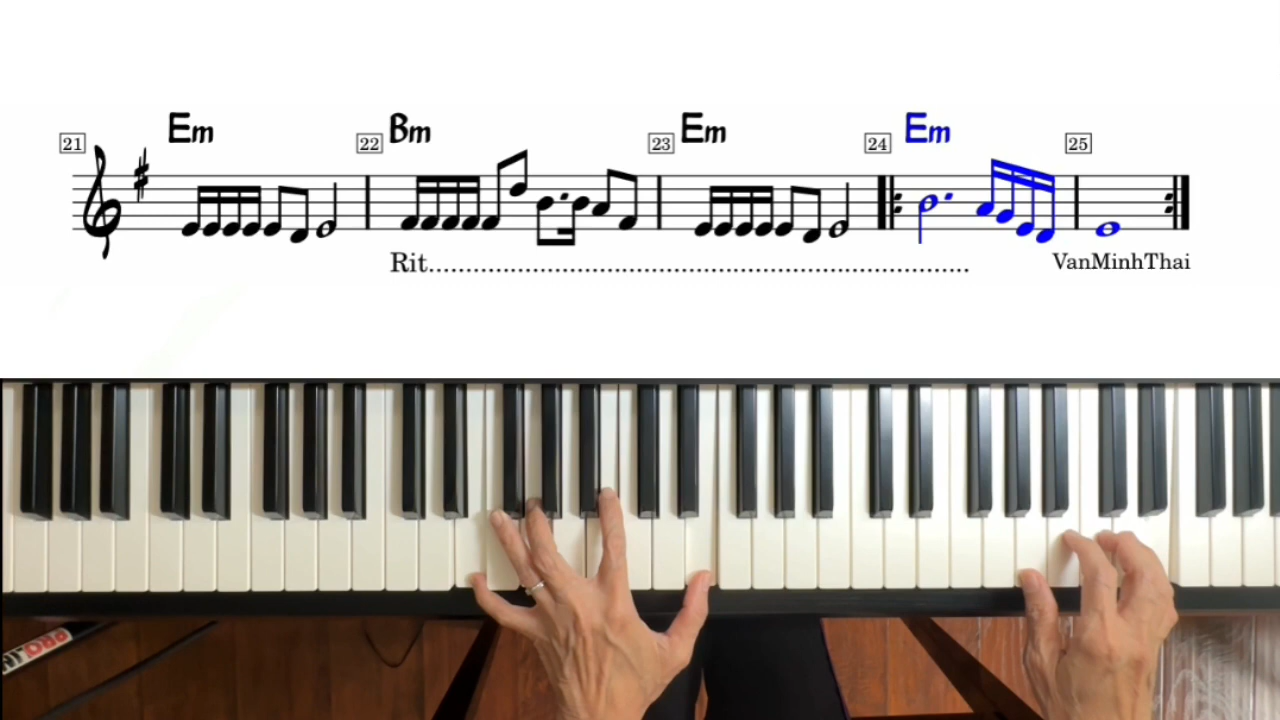 Em Bm Em Em
21 22 23 24 25
Rit......................................................................
VanMinhThai